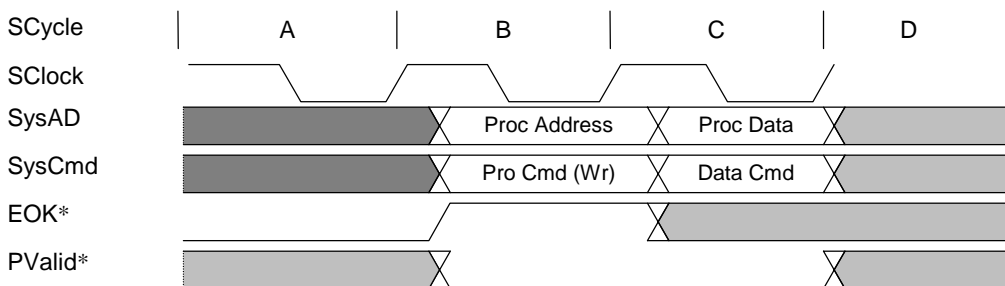 SCycle A B C D
SClock
SysAD Proc Address Proc Data
SysCmd Pro Cmd (Wr) Data Cmd
EOK*
PValid*